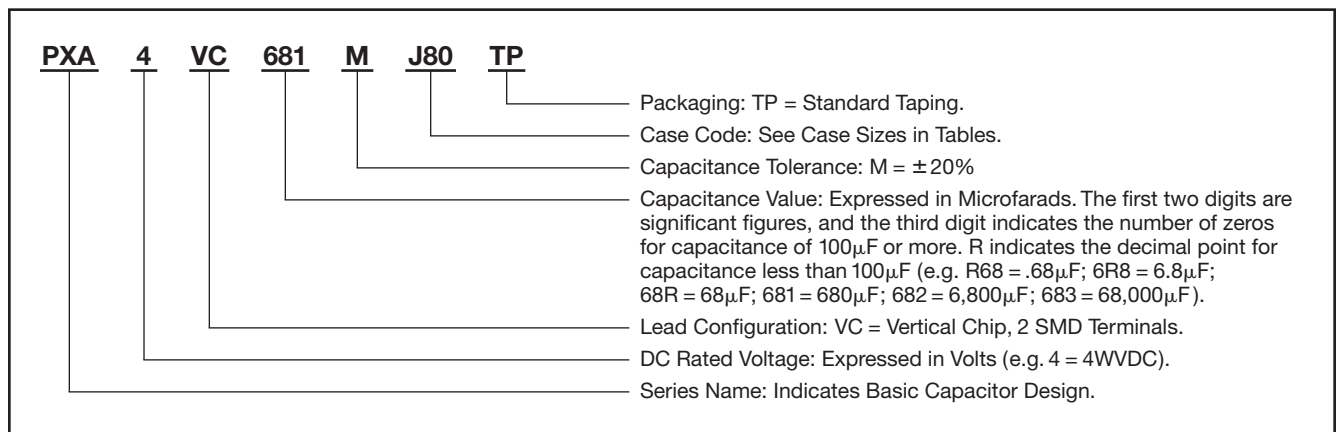 PXA 4 VC 681 M J80 TP
Packaging: TP = Standard Taping.
Case Code: See Case Sizes in Tables.
Capacitance Tolerance: M = ±20%
Capacitance Value: Expressed in Microfarads. The first two digits are
significant figures, and the third digit indicates the number of zeros
for capacitance of 100µF or more. R indicates the decimal point for
capacitance less than 100µF (e.g. R68 = .68µF; 6R8 = 6.8µF;
68R = 68µF; 681 = 680µF; 682 = 6,800µF; 683 = 68,000µF).
Lead Configuration: VC = Vertical Chip, 2 SMD Terminals.
DC Rated Voltage: Expressed in Volts (e.g. 4 = 4WVDC).
Series Name: Indicates Basic Capacitor Design.